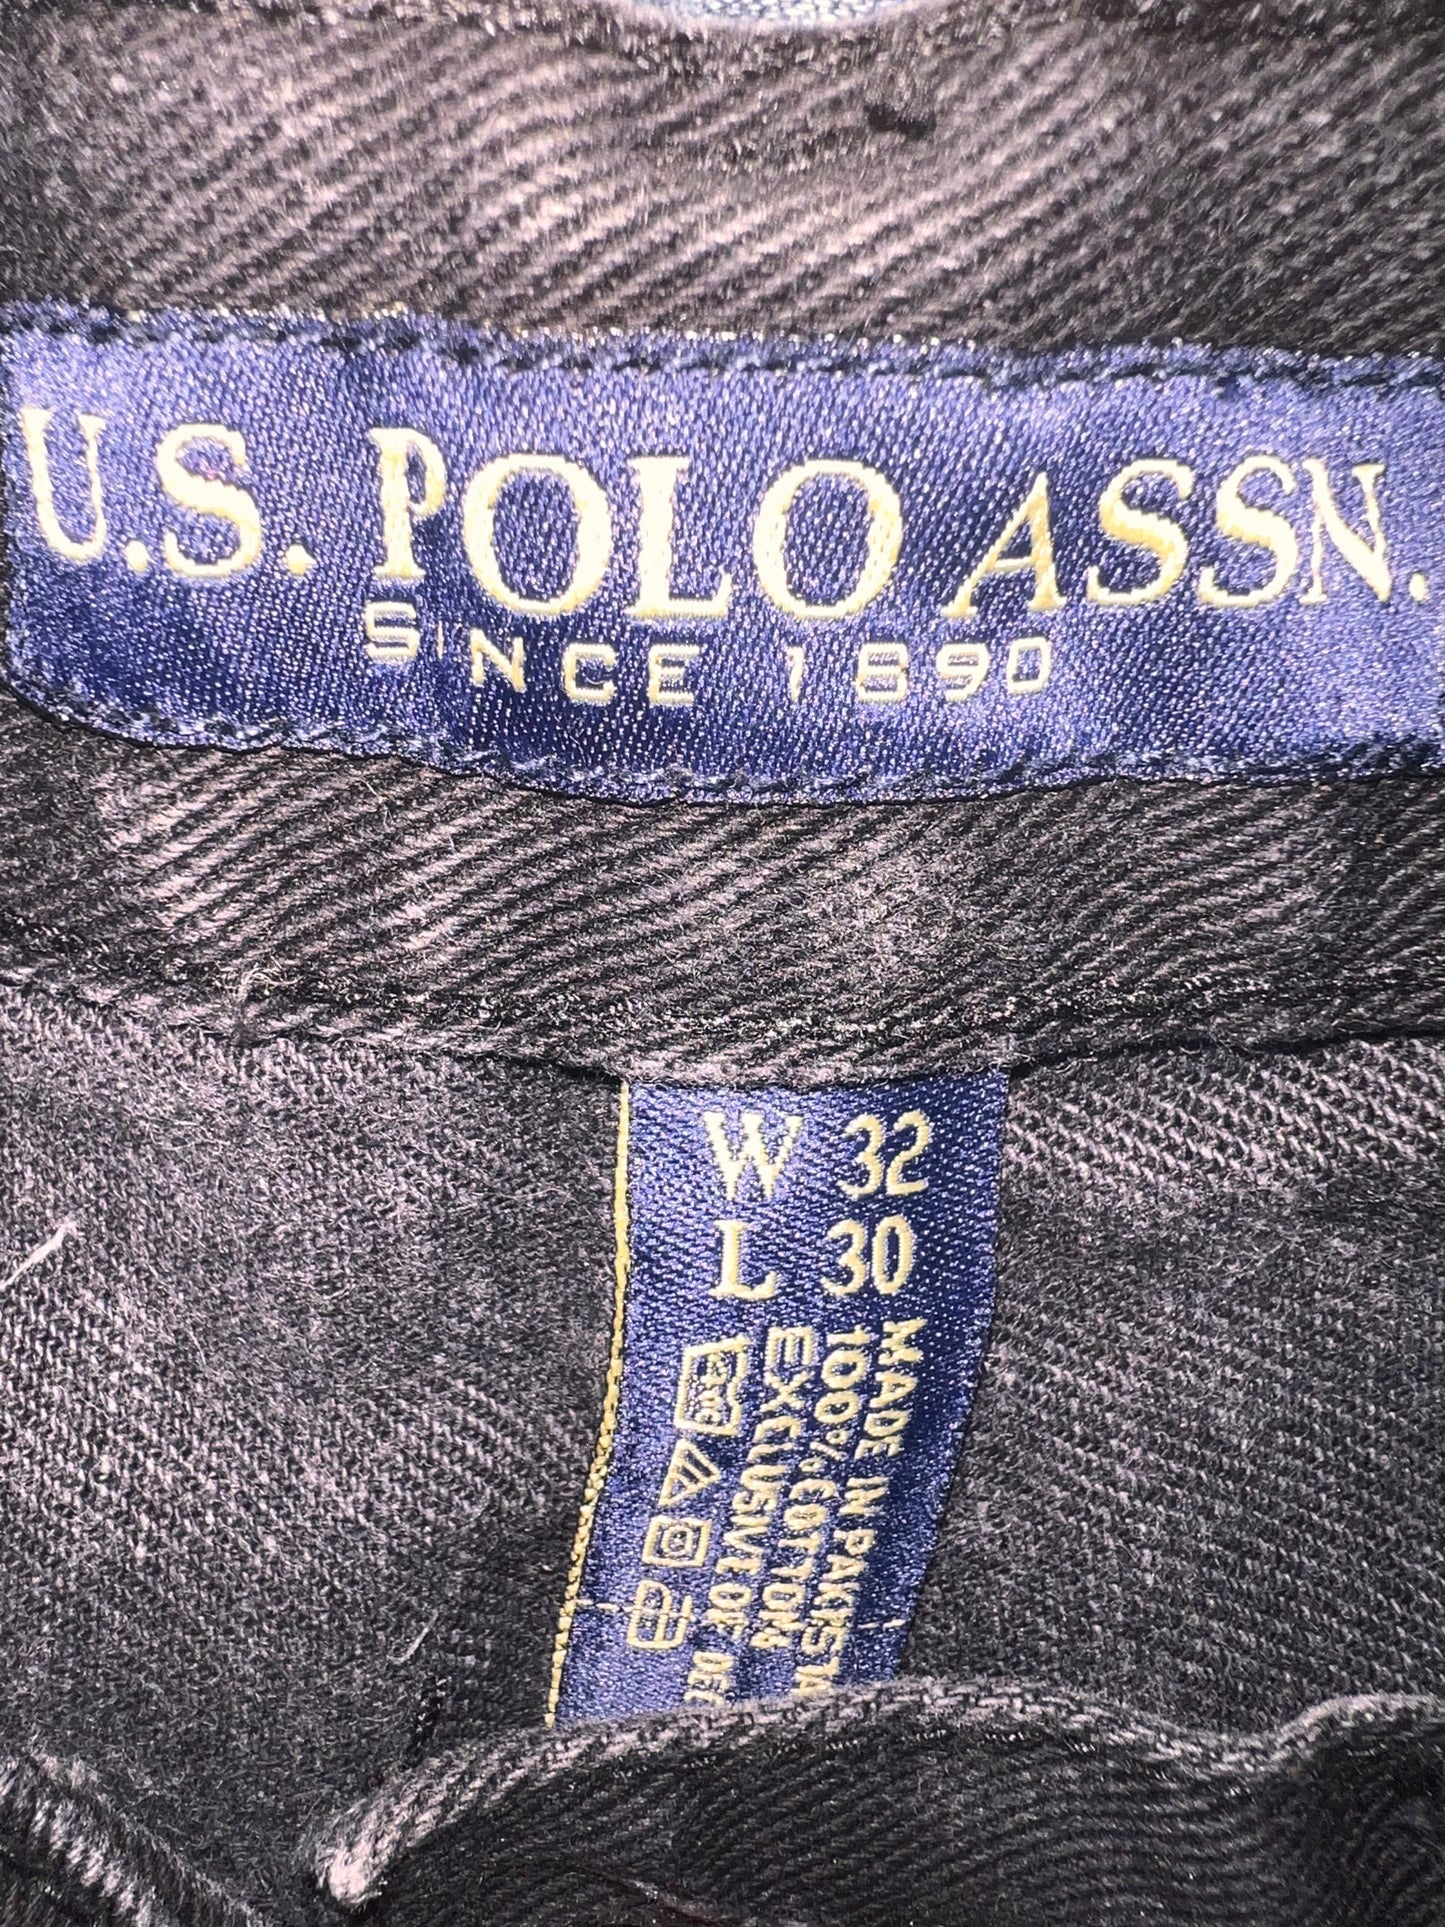 U.S. POLO ASSN.
SINCE 1890
W 32
L 30
MADE IN PAKISTA
100% COTTON
EXCLUSIVE OF DEC